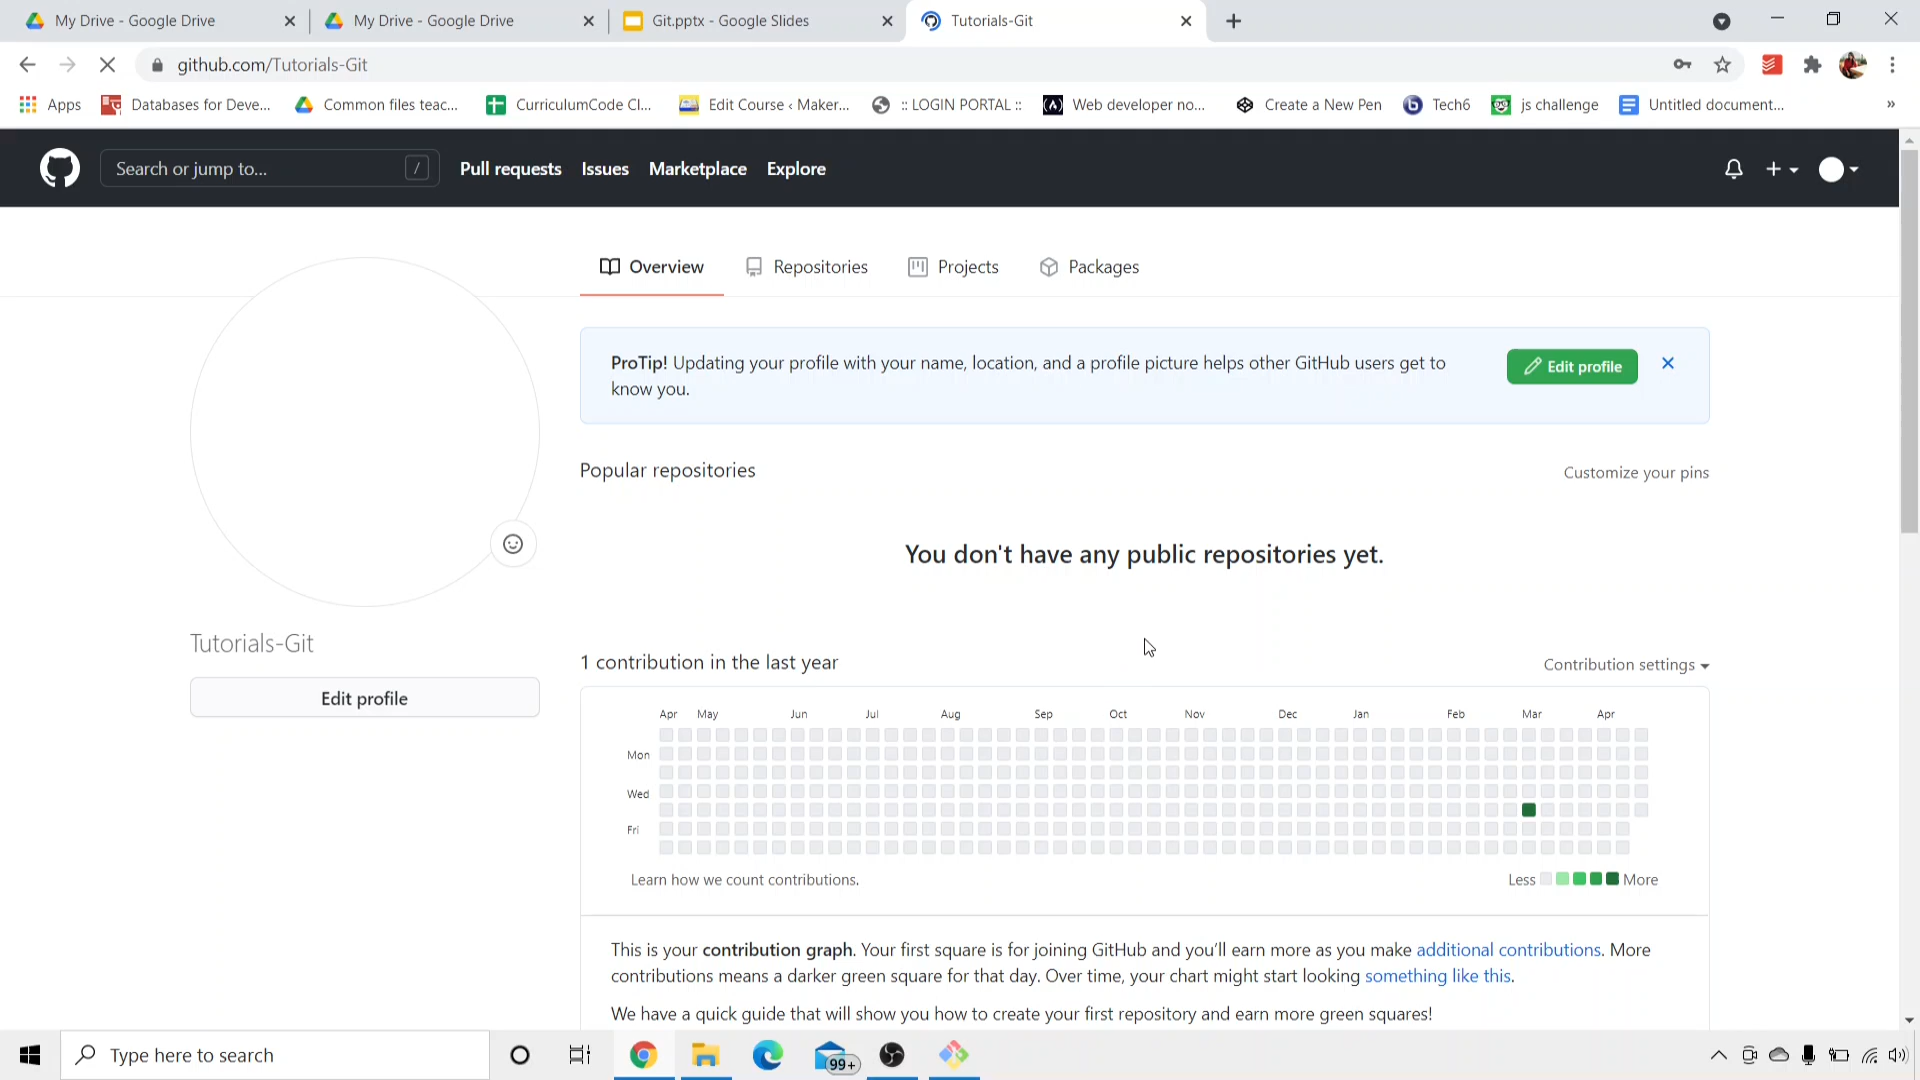 My Drive - Google Drive
My Drive - Google Drive
Git.pptx - Google Slides
Tutorials-Git
github.com/Tutorials-Git
Apps
Databases for Deve...
Common files teac...
CurriculumCode Cl...
Edit Course ‹ Maker...
:: LOGIN PORTAL ::
Web developer no...
Create a New Pen
Tech6
js challenge
Untitled document...
»
Search or jump to...
/
Pull requests
Issues
Marketplace
Explore
Overview
Repositories
Projects
Packages
ProTip! Updating your profile with your name, location, and a profile picture helps other GitHub users get to
know you.
Edit profile
Popular repositories
Customize your pins
You don't have any public repositories yet.
Tutorials-Git
Edit profile
1 contribution in the last year
Contribution settings
Apr May Jun Jul Aug Sep Oct Nov Dec Jan Feb Mar Apr
Mon
Wed
Fri
Learn how we count contributions.
Less
More
This is your contribution graph. Your first square is for joining GitHub and you'll earn more as you make additional contributions. More
contributions means a darker green square for that day. Over time, your chart might start looking something like this.
We have a quick guide that will show you how to create your first repository and earn more green squares!
Type here to search
99+